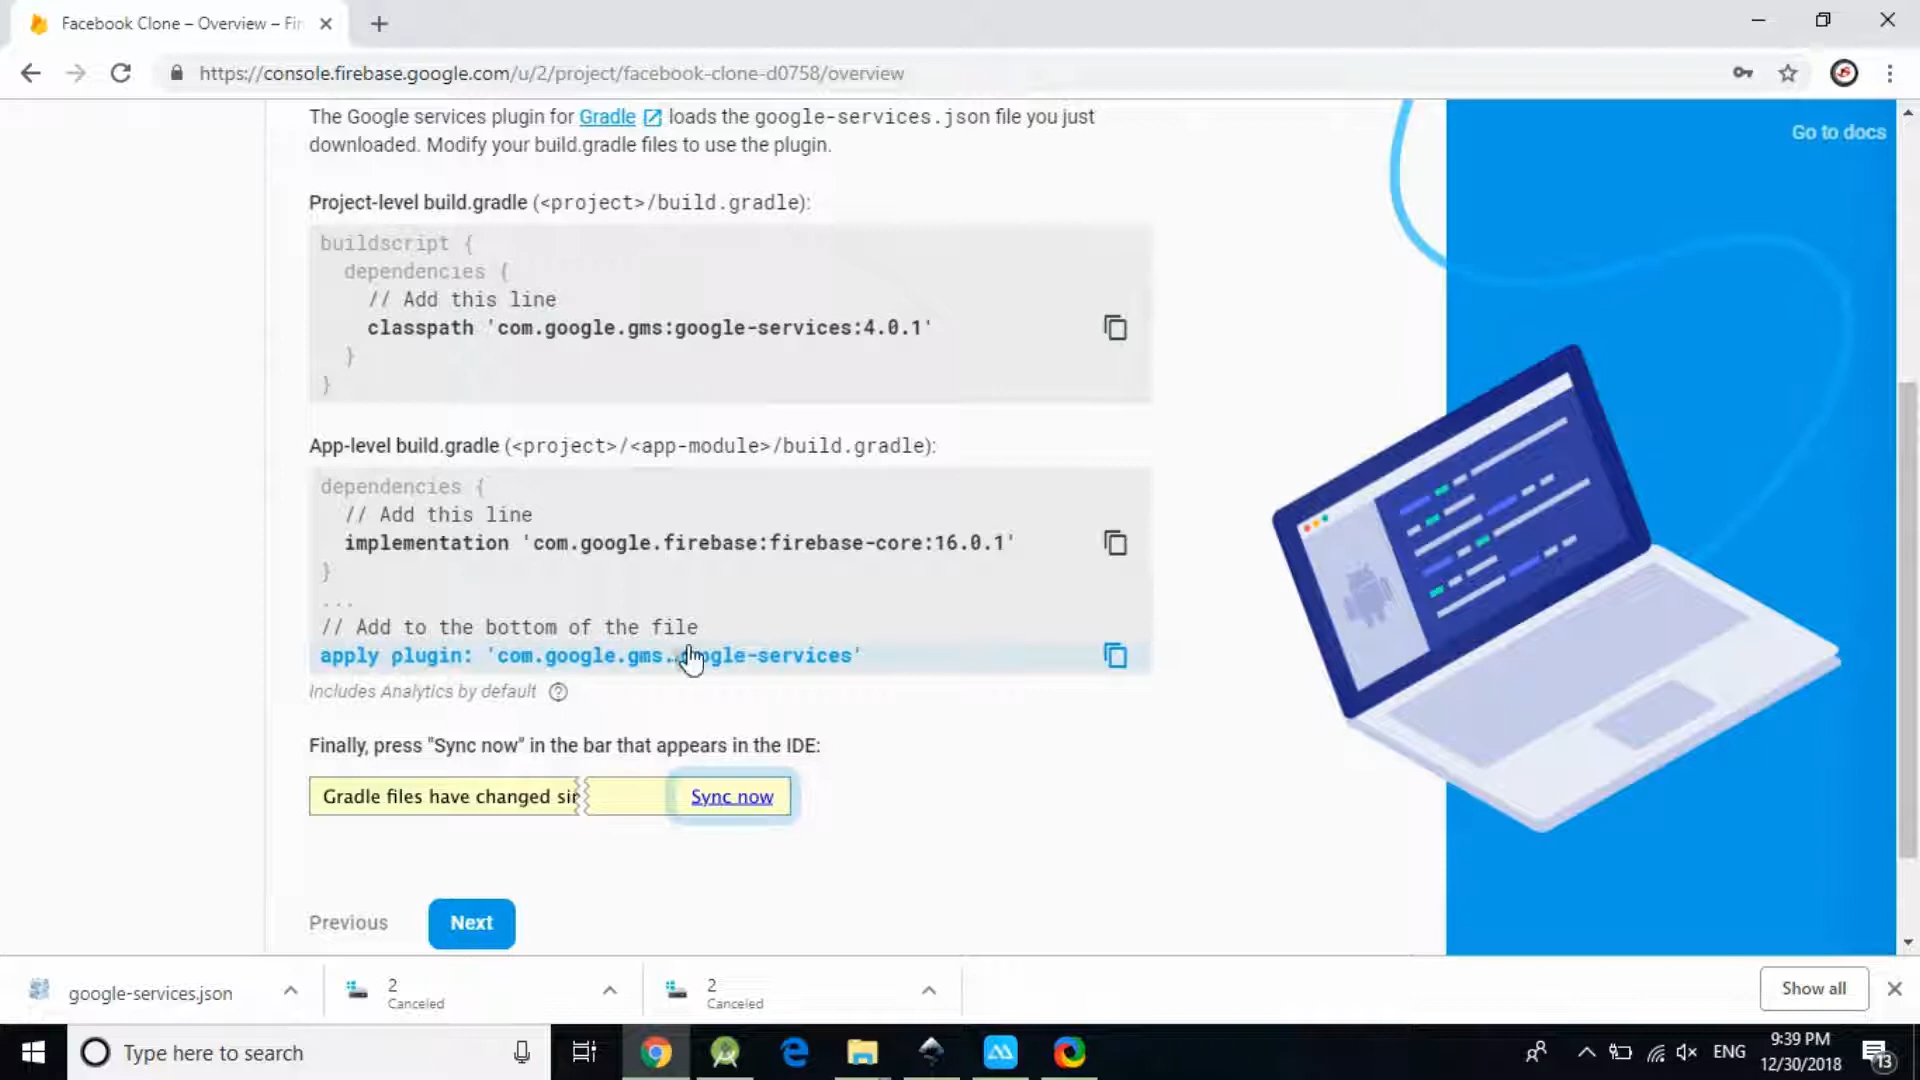 Facebook Clone – Overview – Fir
https://console.firebase.google.com/u/2/project/facebook-clone-d0758/overview
Go to docs
The Google services plugin for Gradle loads the google-services.json file you just
downloaded. Modify your build.gradle files to use the plugin.
Project-level build.gradle (<project>/build.gradle):
buildscript {
dependencies {
// Add this line
classpath 'com.google.gms:google-services:4.0.1'
}
}
App-level build.gradle (<project>/<app-module>/build.gradle):
dependencies {
// Add this line
implementation 'com.google.firebase:firebase-core:16.0.1'
}
...
// Add to the bottom of the file
apply plugin: 'com.google.gms.google-services'
Includes Analytics by default
Finally, press "Sync now" in the bar that appears in the IDE:
Gradle files have changed sin
Sync now
Previous
Next
google-services.json
2
Canceled
2
Canceled
Show all
Type here to search
ENG
9:39 PM
12/30/2018
13